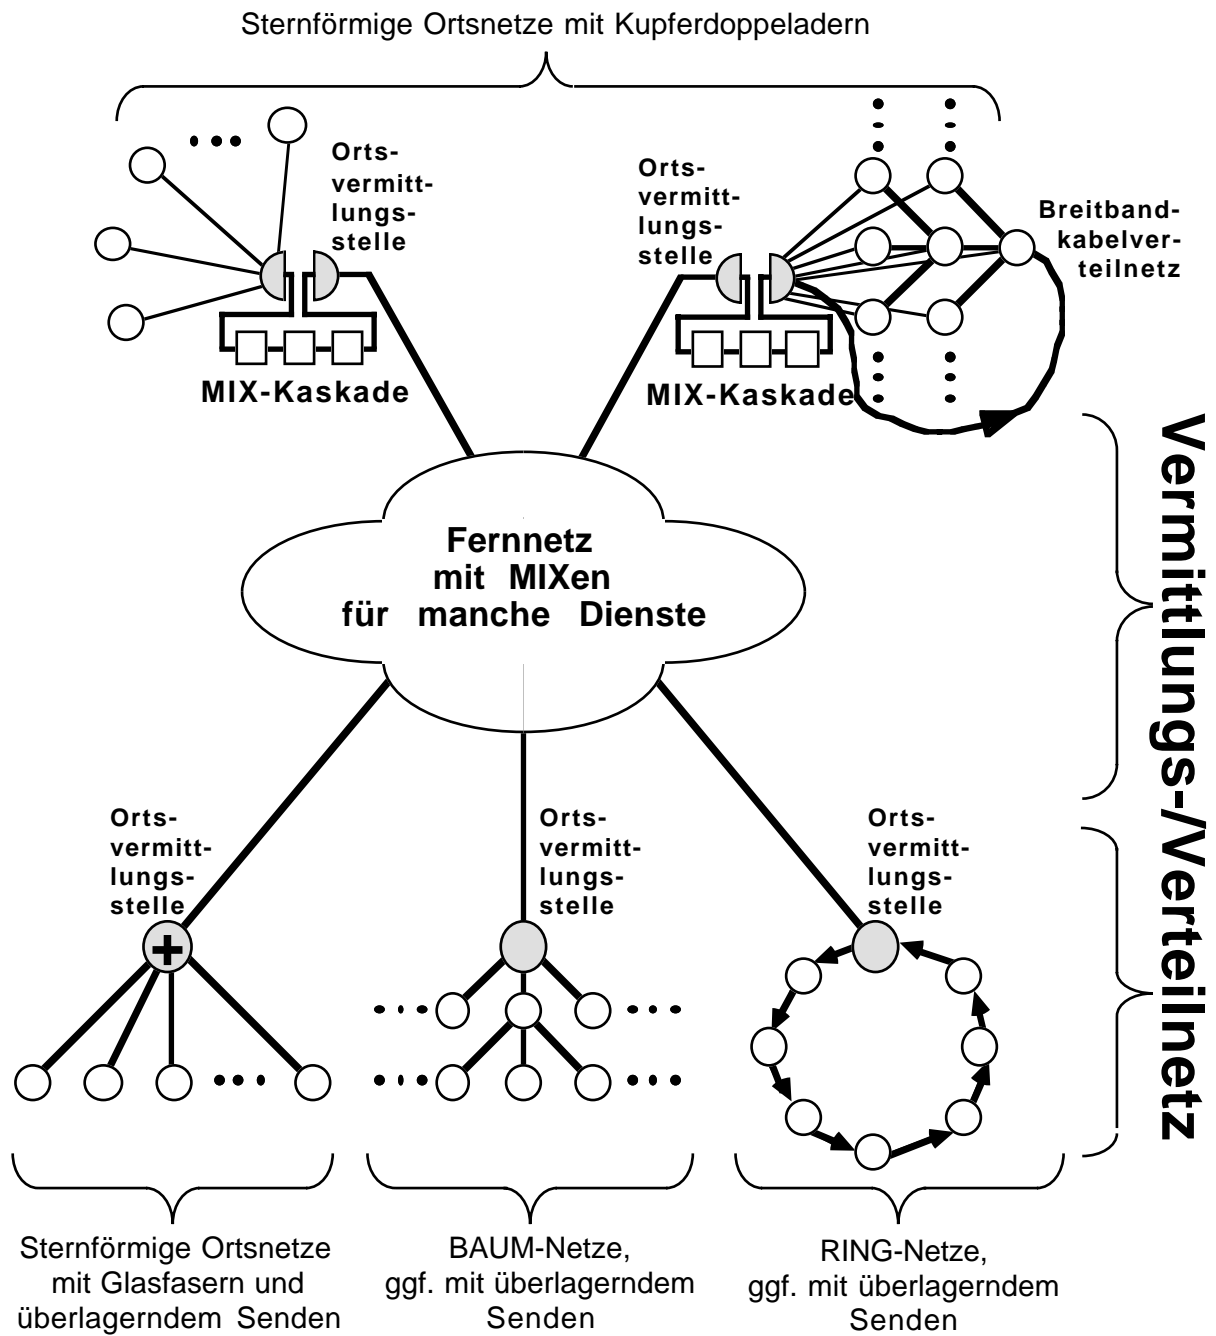 Sternförmige Ortsnetze mit Kupferdoppeladern
Orts-
vermitt-
lungs-
stelle
Orts-
vermitt-
lungs-
stelle
Breitband-
kabelver-
teilnetz
MIX-Kaskade
MIX-Kaskade
Fernnetz
mit MIXen
für manche Dienste
Vermittlungs-/Verteilnetz
Orts-
vermitt-
lungs-
stelle
Orts-
vermitt-
lungs-
stelle
Orts-
vermitt-
lungs-
stelle
+
Sternförmige Ortsnetze
mit Glasfasern und
überlagerndem Senden
BAUM-Netze,
ggf. mit überlagerndem
Senden
RING-Netze,
ggf. mit überlagerndem
Senden